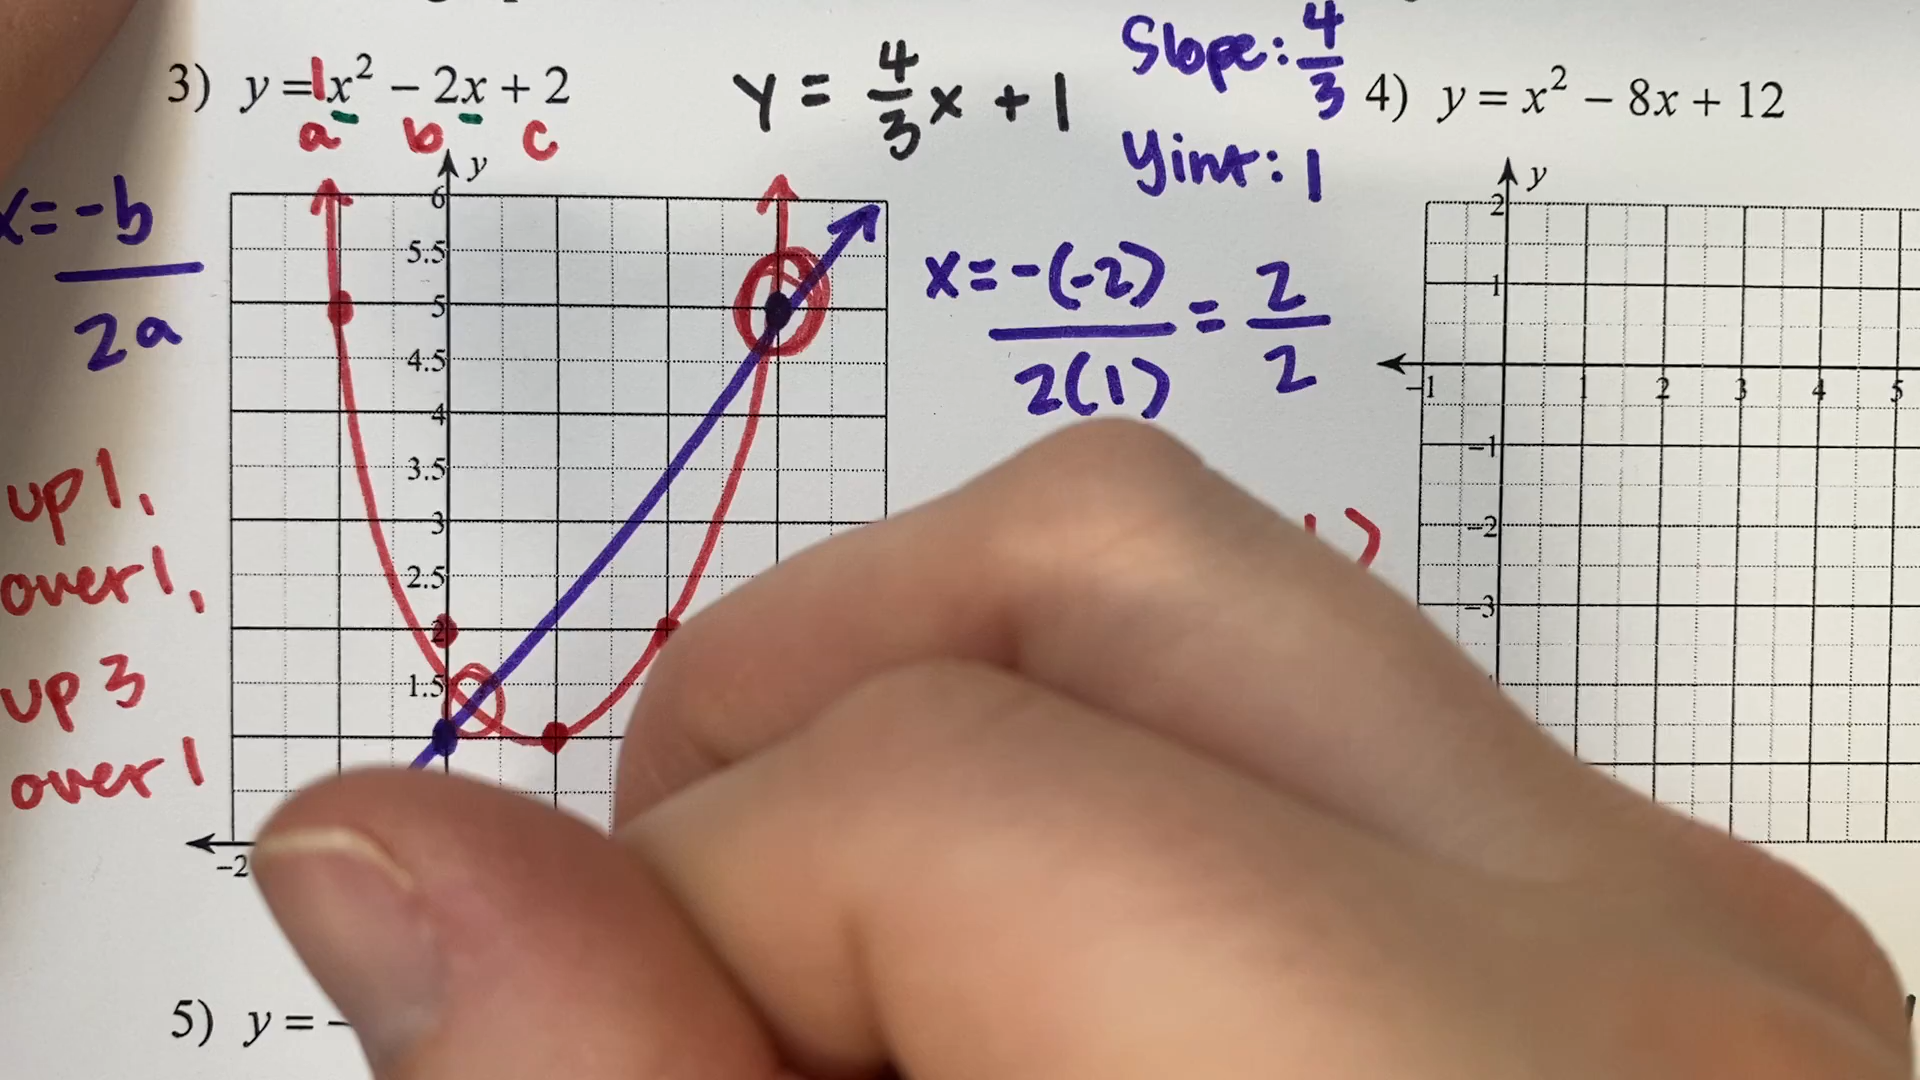 3) y = 1x² − 2x + 2
a b c
y = 4/3 x + 1
Slope: 4/3
Yint: 1
4) y = x² − 8x + 12
x = -b/2a
x = -(-2)/2(1) = 2/2
up 1,
over 1,
up 3
over 1
y
6
5.5
5
4.5
4
3.5
3
2.5
2
1.5
−2
y
2
1
−1 1 2 3 4 5
−1
−2
−3
5) y = −